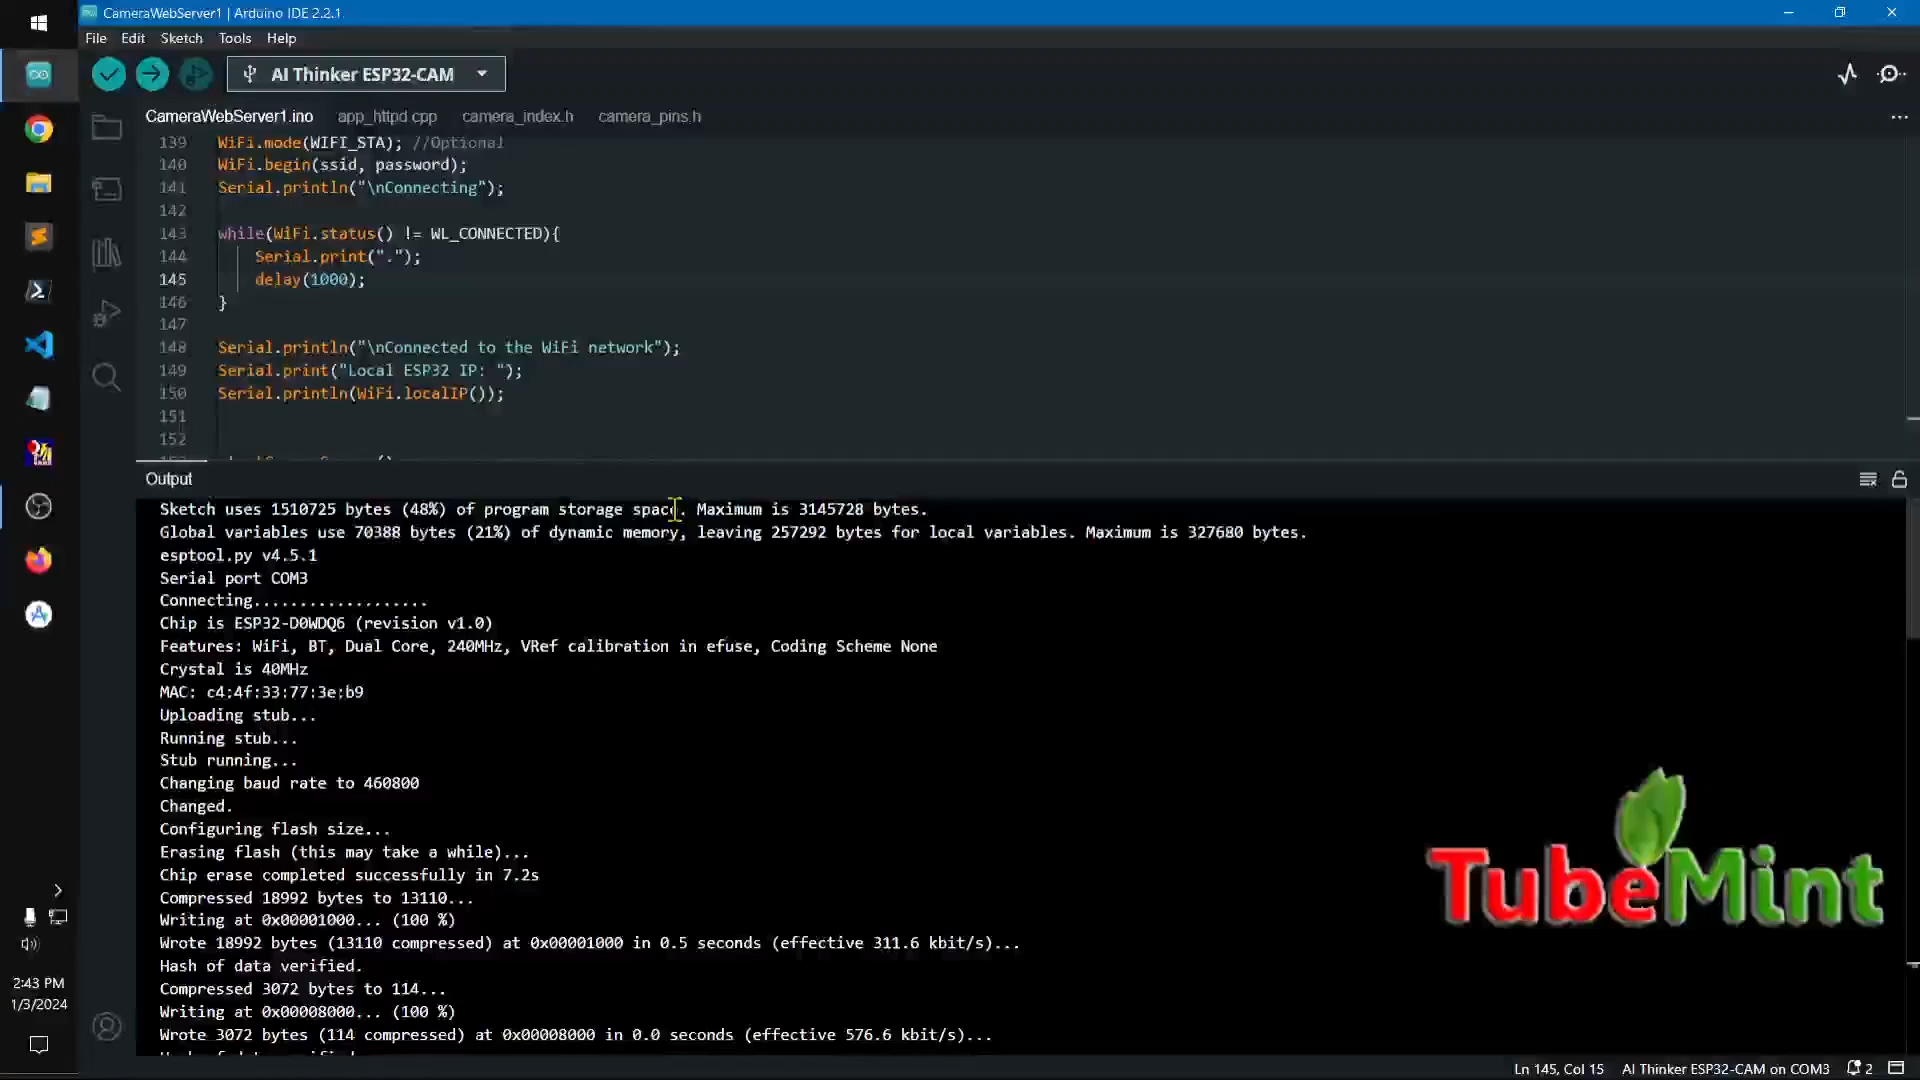 CameraWebServer1 | Arduino IDE 2.2.1
File Edit Sketch Tools Help
AI Thinker ESP32-CAM
CameraWebServer1.ino app_httpd.cpp camera_index.h camera_pins.h
139 WiFi.mode(WIFI_STA); //Optional
140 WiFi.begin(ssid, password);
141 Serial.println("\nConnecting");
142
143 while(WiFi.status() != WL_CONNECTED){
144 Serial.print(".");
145 delay(1000);
146 }
147
148 Serial.println("\nConnected to the WiFi network");
149 Serial.print("Local ESP32 IP: ");
150 Serial.println(WiFi.localIP());
151
152
Output
Sketch uses 1510725 bytes (48%) of program storage space. Maximum is 3145728 bytes.
Global variables use 70388 bytes (21%) of dynamic memory, leaving 257292 bytes for local variables. Maximum is 327680 bytes.
esptool.py v4.5.1
Serial port COM3
Connecting...................
Chip is ESP32-D0WDQ6 (revision v1.0)
Features: WiFi, BT, Dual Core, 240MHz, VRef calibration in efuse, Coding Scheme None
Crystal is 40MHz
MAC: c4:4f:33:77:3e:b9
Uploading stub...
Running stub...
Stub running...
Changing baud rate to 460800
Changed.
Configuring flash size...
Erasing flash (this may take a while)...
Chip erase completed successfully in 7.2s
Compressed 18992 bytes to 13110...
Writing at 0x00001000... (100 %)
Wrote 18992 bytes (13110 compressed) at 0x00001000 in 0.5 seconds (effective 311.6 kbit/s)...
Hash of data verified.
Compressed 3072 bytes to 114...
Writing at 0x00008000... (100 %)
Wrote 3072 bytes (114 compressed) at 0x00008000 in 0.0 seconds (effective 576.6 kbit/s)...
TubeMint
2:43 PM
1/3/2024
Ln 145, Col 15 AI Thinker ESP32-CAM on COM3 2